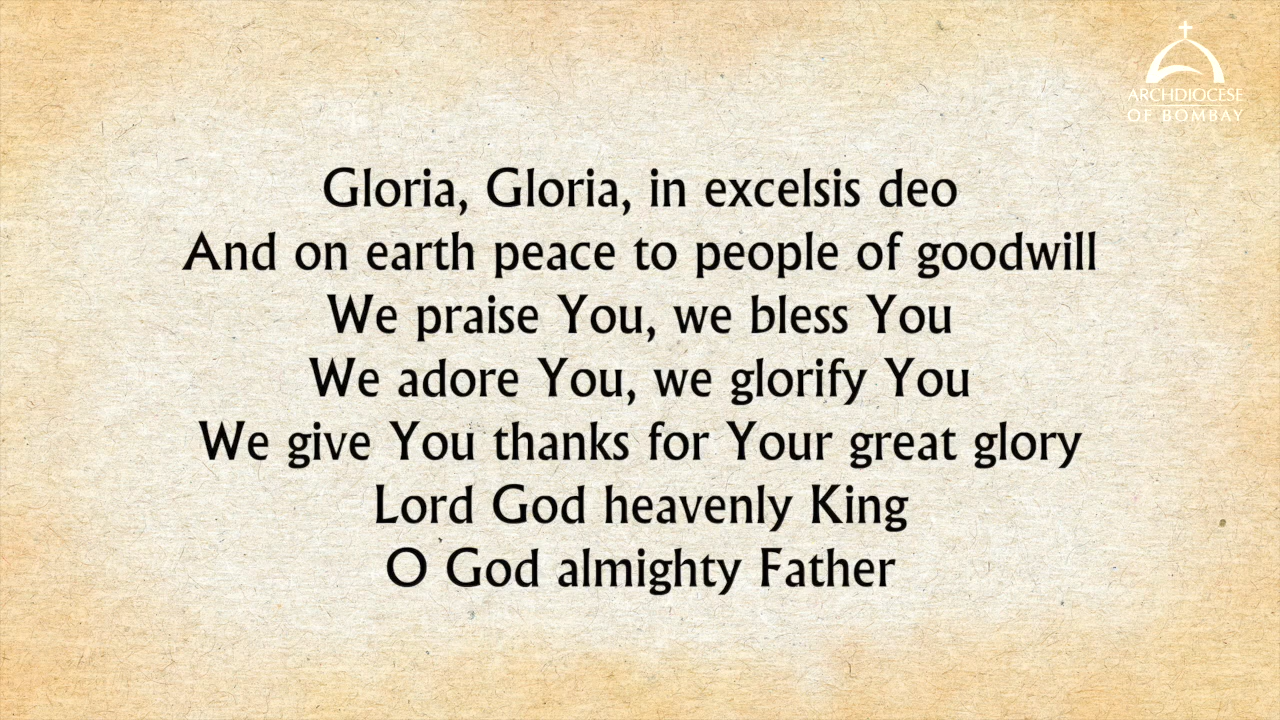 ARCHDIOCESE
OF BOMBAY
Gloria, Gloria, in excelsis deo
And on earth peace to people of goodwill
We praise You, we bless You
We adore You, we glorify You
We give You thanks for Your great glory
Lord God heavenly King
O God almighty Father